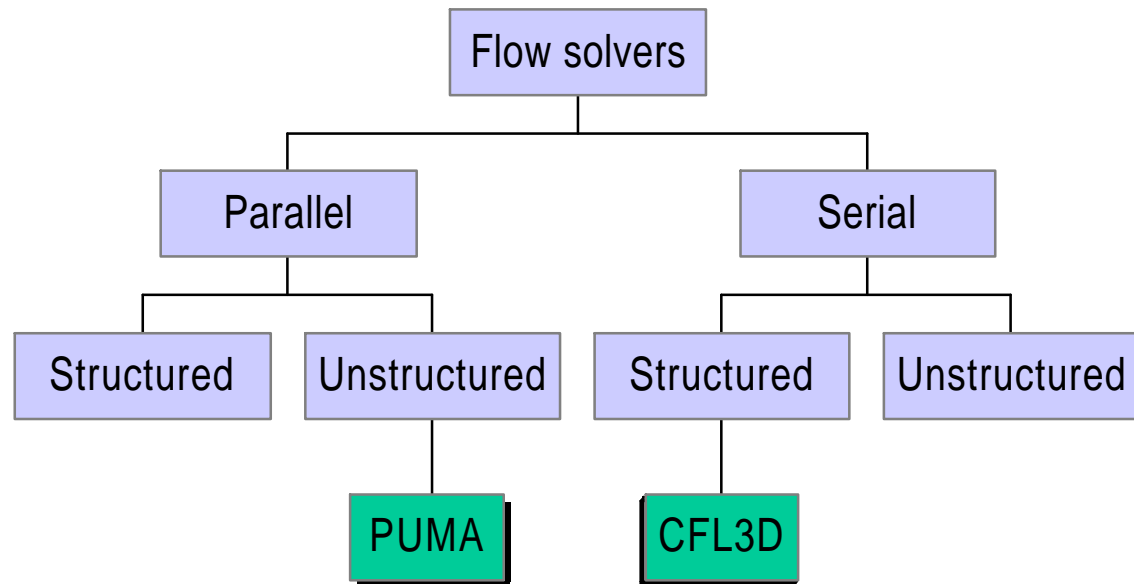 Flow solvers
Parallel
Serial
Structured
Unstructured
Structured
Unstructured
PUMA
CFL3D